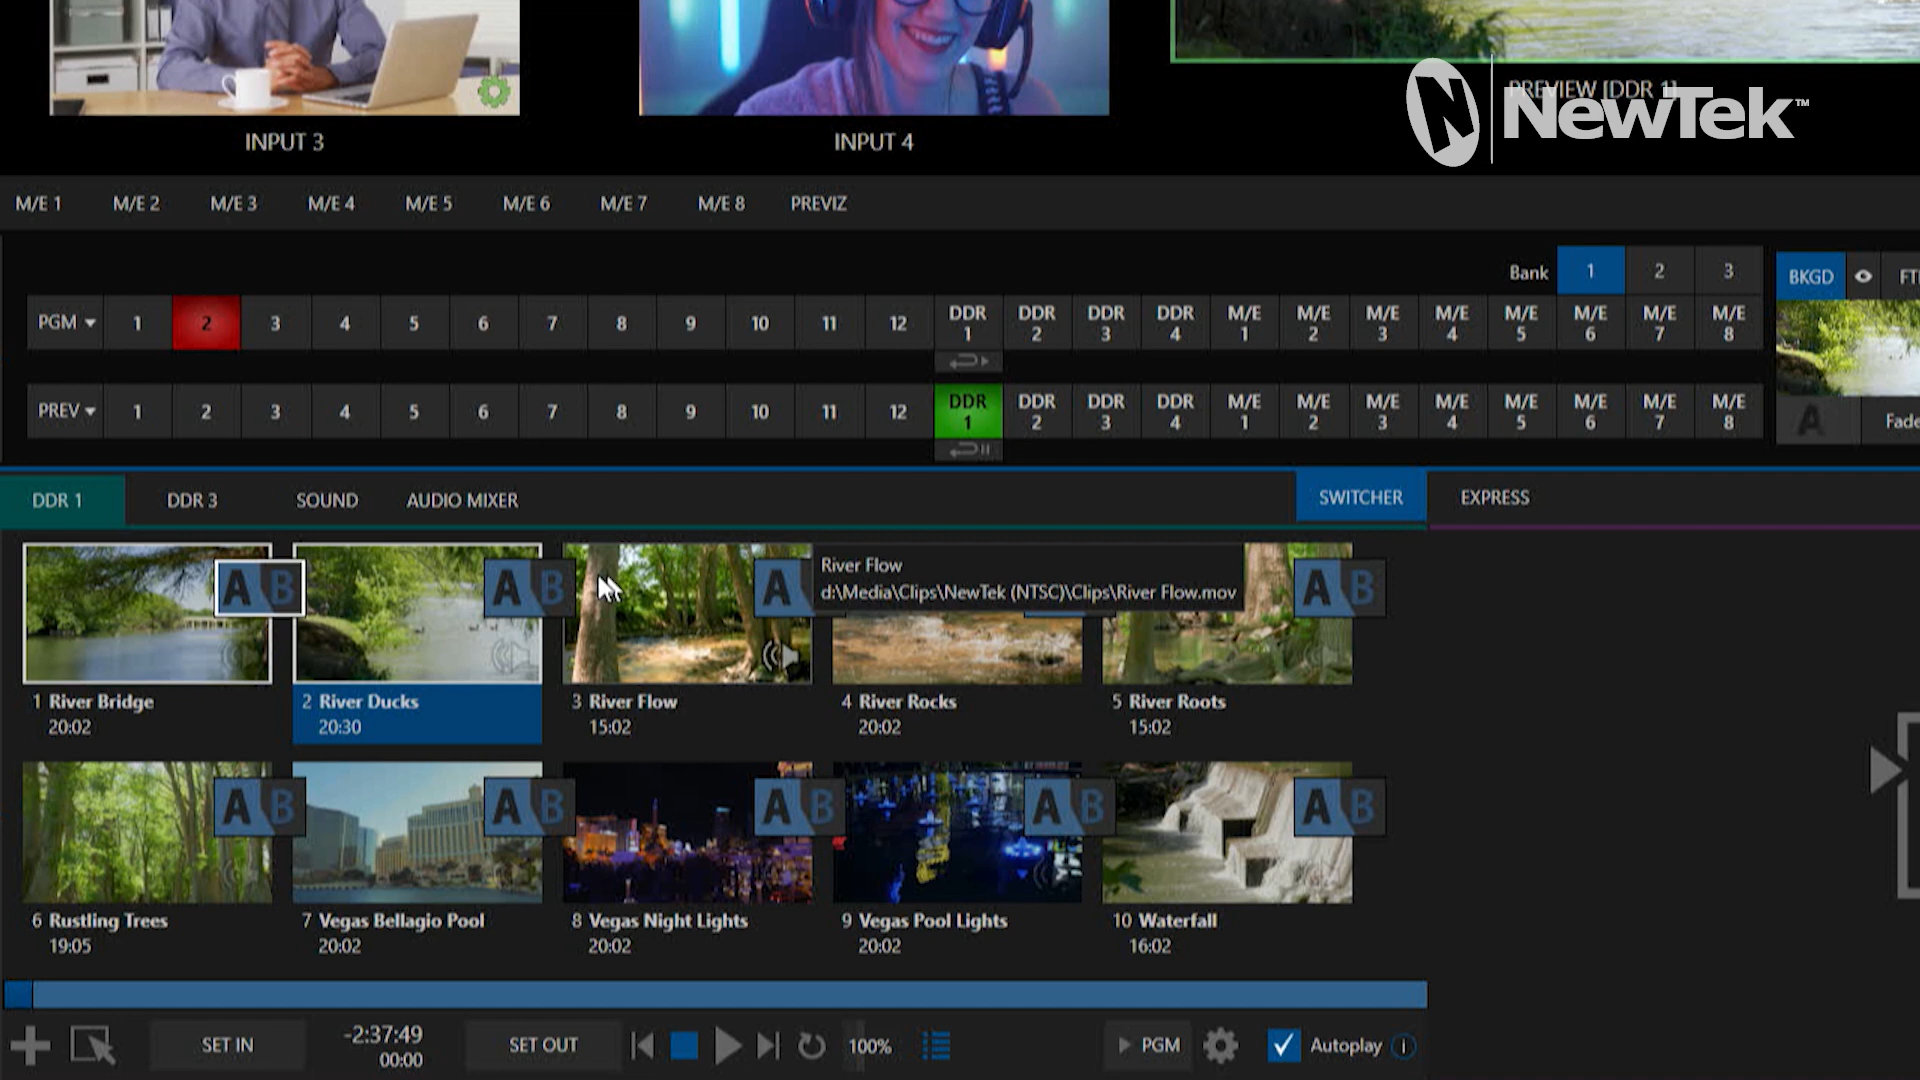 INPUT 3
INPUT 4
PREVIEW [DDR 1]
NewTek™
M/E 1 M/E 2 M/E 3 M/E 4 M/E 5 M/E 6 M/E 7 M/E 8 PREVIZ
Bank 1 2 3
BKGD
PGM 1 2 3 4 5 6 7 8 9 10 11 12 DDR 1 DDR 2 DDR 3 DDR 4 M/E 1 M/E 2 M/E 3 M/E 4 M/E 5 M/E 6 M/E 7 M/E 8
PREV 1 2 3 4 5 6 7 8 9 10 11 12 DDR 1 DDR 2 DDR 3 DDR 4 M/E 1 M/E 2 M/E 3 M/E 4 M/E 5 M/E 6 M/E 7 M/E 8
A Fade
DDR 1 DDR 3 SOUND AUDIO MIXER SWITCHER EXPRESS
River Flow
d:\Media\Clips\NewTek (NTSC)\Clips\River Flow.mov
A B A B A A B
1 River Bridge 2 River Ducks 3 River Flow 4 River Rocks 5 River Roots
20:02 20:30 15:02 20:02 15:02
A B A B A B A B A B
6 Rustling Trees 7 Vegas Bellagio Pool 8 Vegas Night Lights 9 Vegas Pool Lights 10 Waterfall
19:05 20:02 20:02 20:02 16:02
SET IN -2:37:49 SET OUT 100% PGM Autoplay
00:00